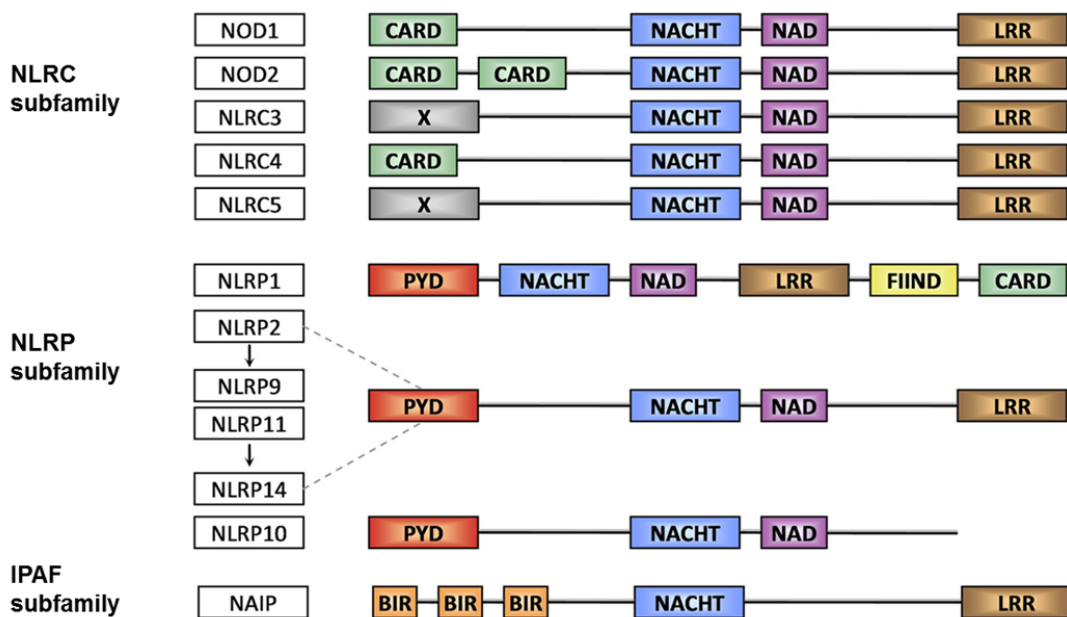 NOD1 CARD NACHT NAD LRR
NLRC
subfamily
NOD2 CARD CARD NACHT NAD LRR
NLRC3 X NACHT NAD LRR
NLRC4 CARD NACHT NAD LRR
NLRC5 X NACHT NAD LRR
NLRP1 PYD NACHT NAD LRR FIIND CARD
NLRP
subfamily
NLRP2
NLRP9
NLRP11
NLRP14
PYD NACHT NAD LRR
NLRP10 PYD NACHT NAD
IPAF
subfamily
NAIP BIR BIR BIR NACHT LRR